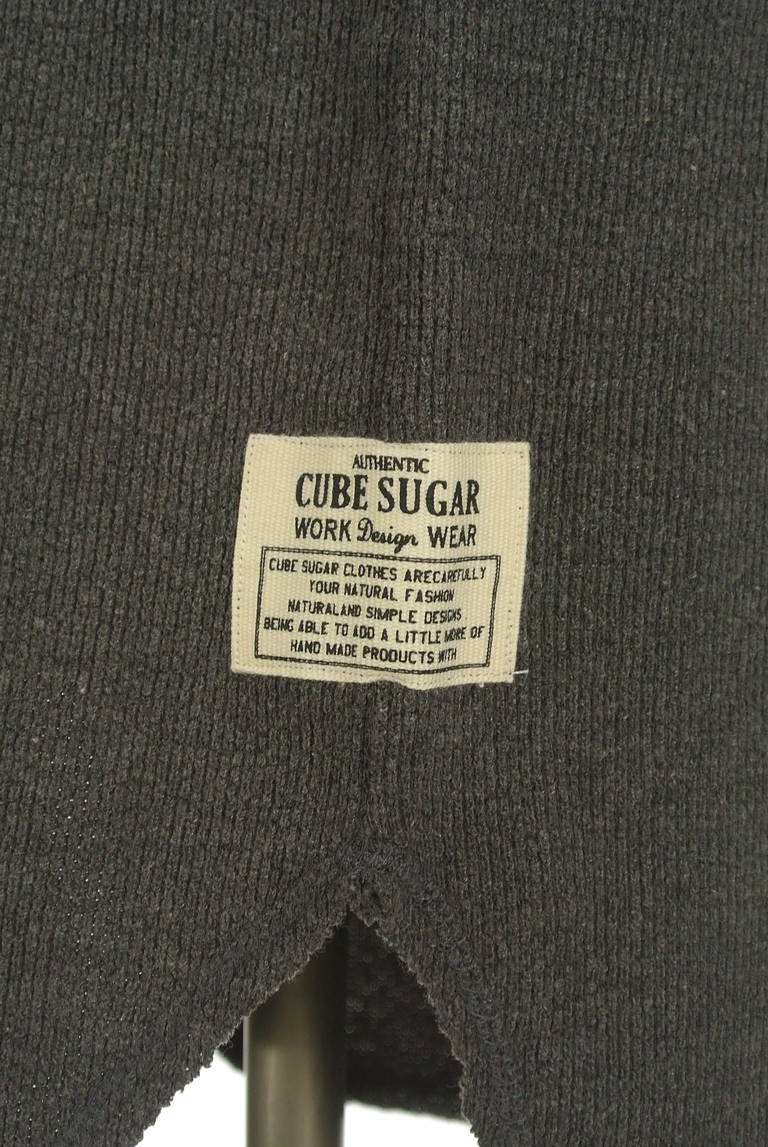 AUTHENTIC
CUBE SUGAR
WORK Design WEAR
CUBE SUGAR CLOTHES ARECAREFULLY
YOUR NATURAL FASHION
NATURALAND SIMPLE DESIGNS
BEING ABLE TO ADD A LITTLE MORE OF
HAND MADE PRODUCTS WITH